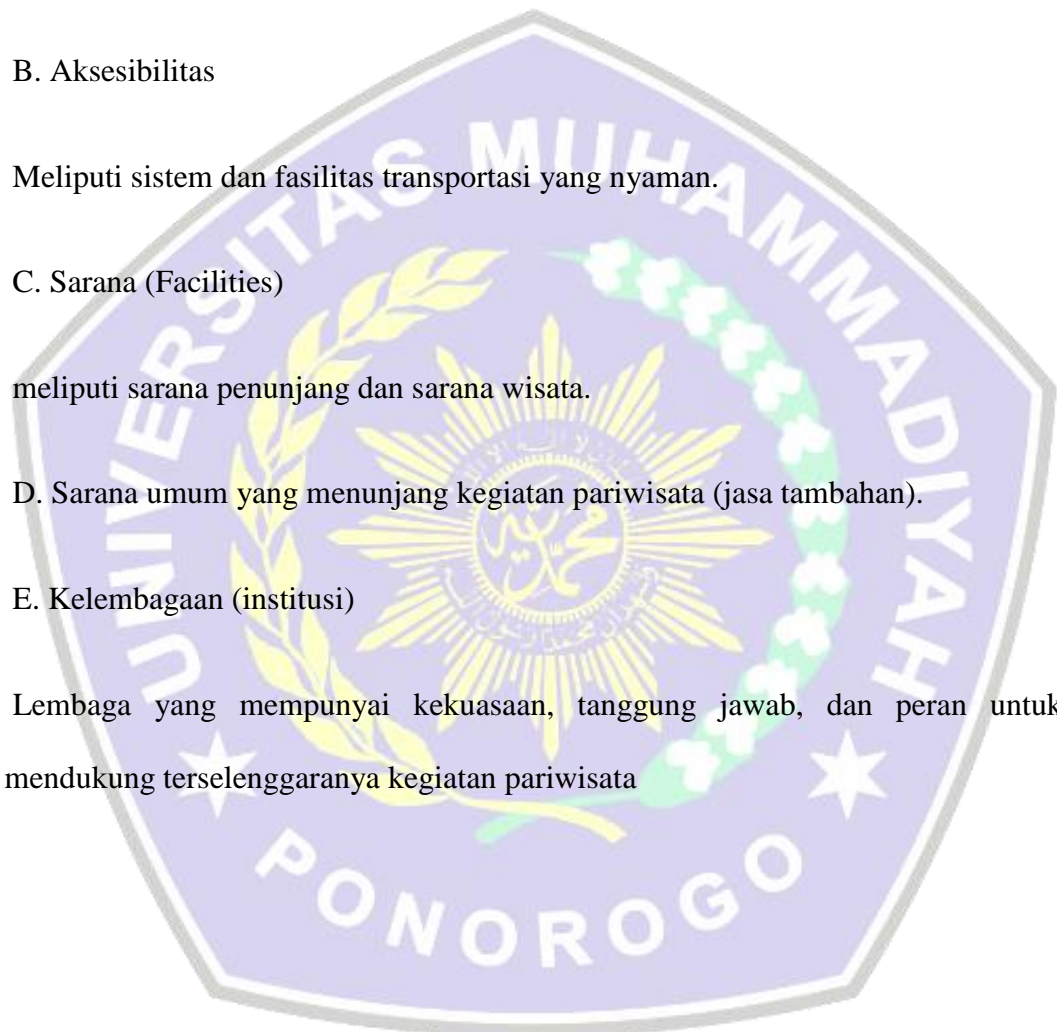 B. Aksesibilitas
Meliputi sistem dan fasilitas transportasi yang nyaman.
C. Sarana (Facilities)
meliputi sarana penunjang dan sarana wisata.
D. Sarana umum yang menunjang kegiatan pariwisata (jasa tambahan).
E. Kelembagaan (institusi)
Lembaga yang mempunyai kekuasaan, tanggung jawab, dan peran untuk
mendukung terselenggaranya kegiatan pariwisata
UNIVERSITAS MUHAMMADIYAH
PONOROGO
محمدية